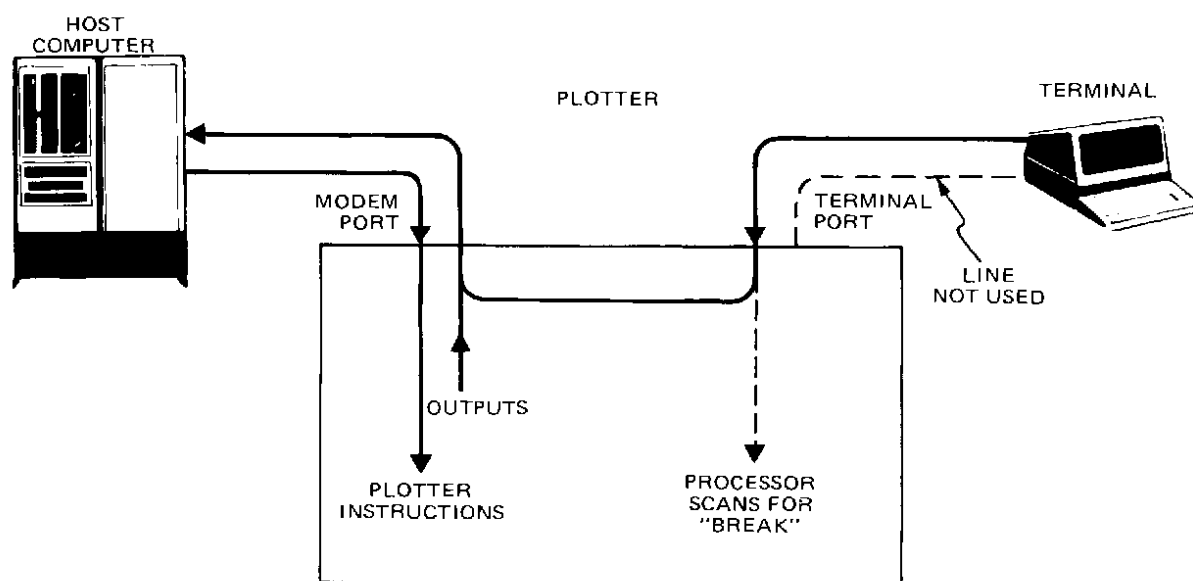 HOST
COMPUTER
PLOTTER
TERMINAL
MODEM
PORT
TERMINAL
PORT
LINE
NOT USED
OUTPUTS
PLOTTER
INSTRUCTIONS
PROCESSOR
SCANS FOR
"BREAK"